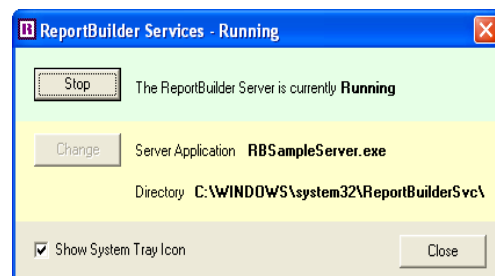 R ReportBuilder Services - Running
Stop The ReportBuilder Server is currently Running
Change Server Application RBSampleServer.exe
Directory C:\WINDOWS\system32\ReportBuilderSvc\
Show System Tray Icon Close